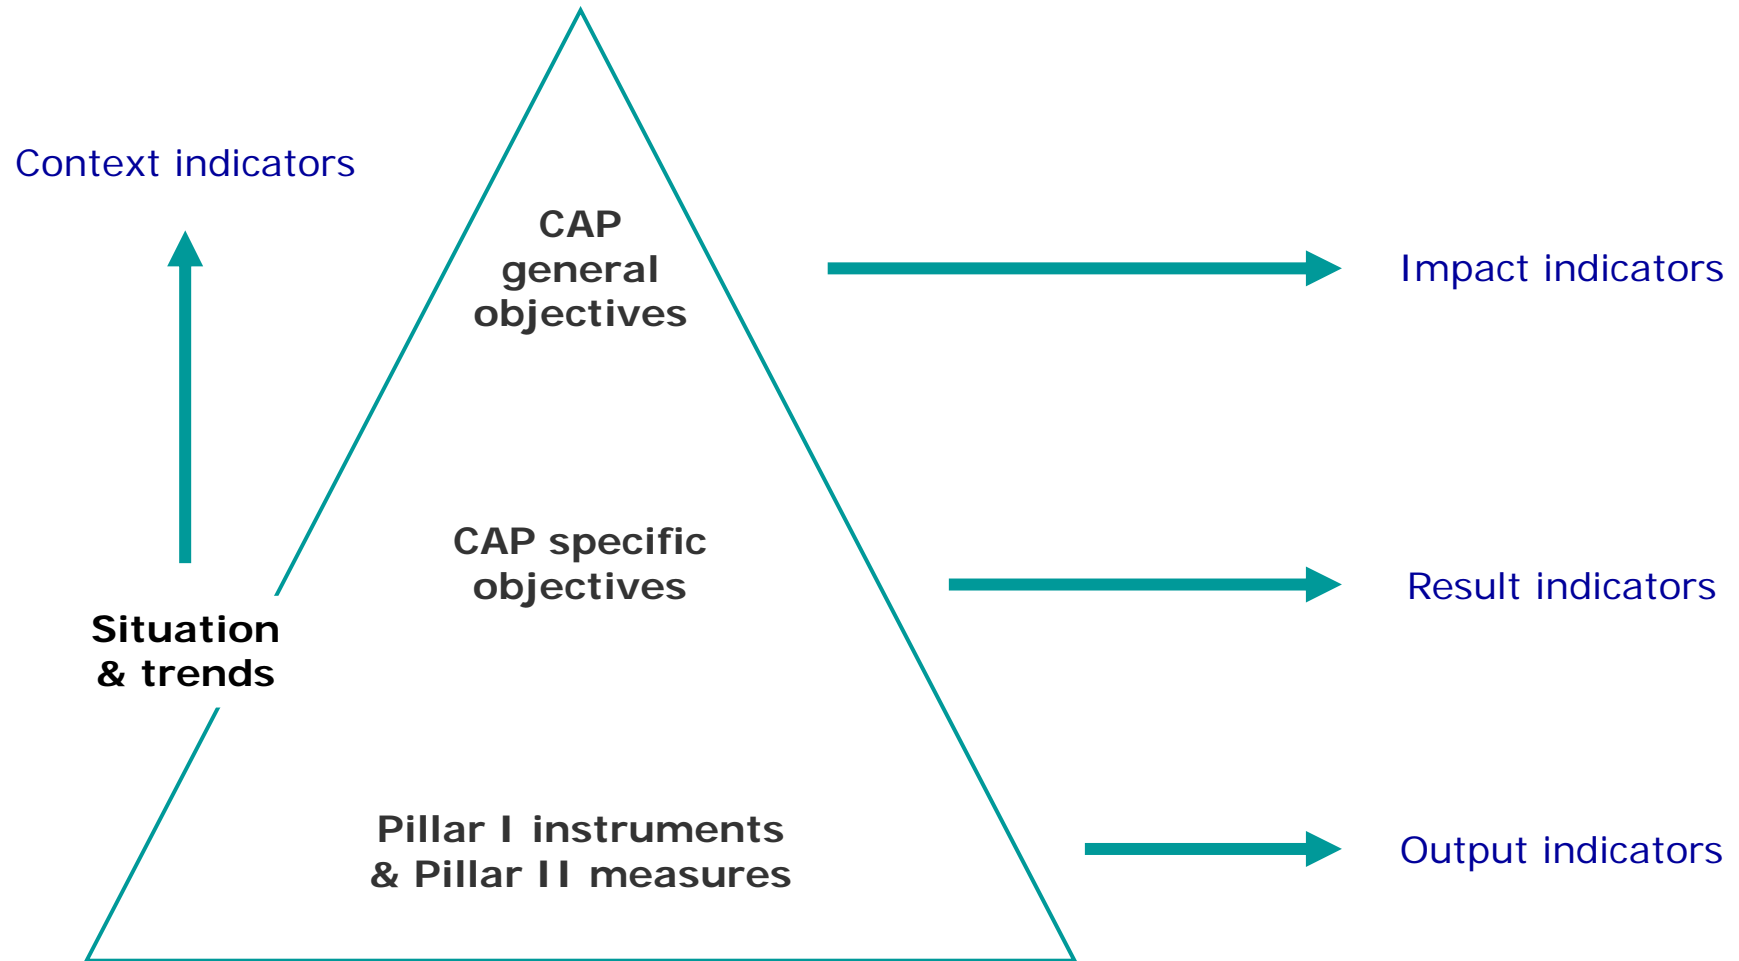 Context indicators
CAP
general
objectives
Impact indicators
CAP specific
objectives
Result indicators
Situation
& trends
Pillar I instruments
& Pillar II measures
Output indicators